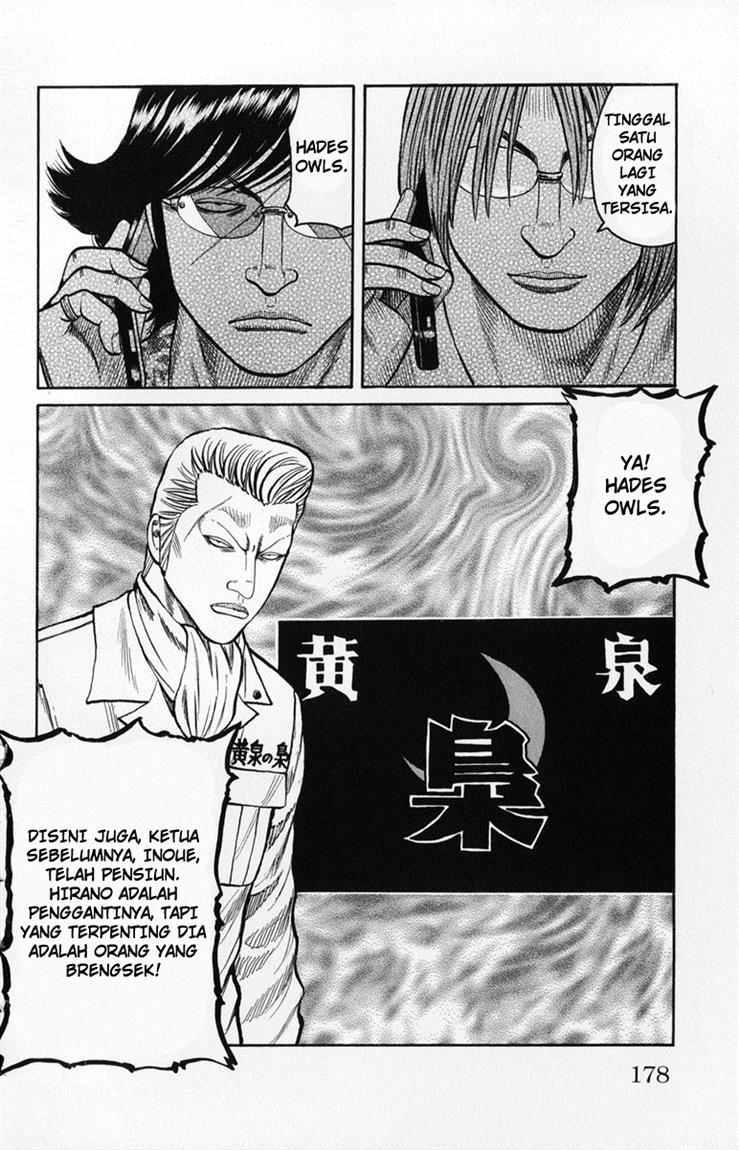 TINGGAL
SATU
ORANG
LAGI
YANG
TERSISA.
HADES
OWLS.
YA!
HADES
OWLS.
黄 泉
梟
黄泉の梟
DISINI JUGA, KETUA
SEBELUMNYA, INOUE,
TELAH PENSIUN.
HIRANO ADALAH
PENGGANTINYA, TAPI
YANG TERPENTING DIA
ADALAH ORANG YANG
BRENGSEK!
178